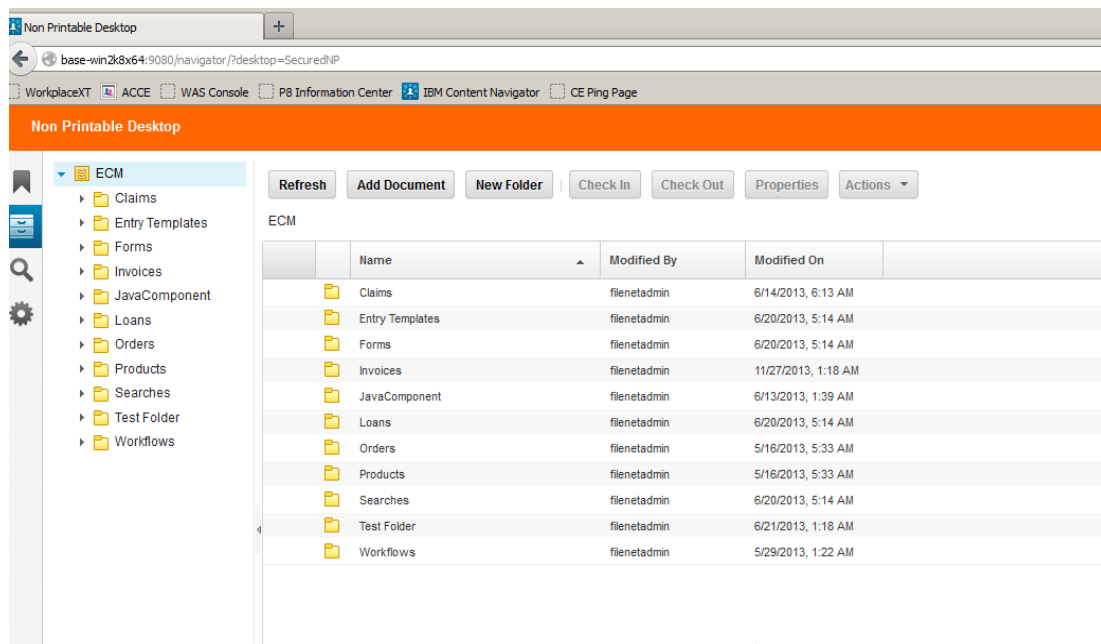 Non Printable Desktop
+
base-win2k8x64:9080/navigator/?desktop=SecuredNP
WorkplaceXT ACCE WAS Console P8 Information Center IBM Content Navigator CE Ping Page
Non Printable Desktop
ECM
Claims
Entry Templates
Forms
Invoices
JavaComponent
Loans
Orders
Products
Searches
Test Folder
Workflows
Refresh Add Document New Folder Check In Check Out Properties Actions
ECM
Name Modified By Modified On
Claims filenetadmin 6/14/2013, 6:13 AM
Entry Templates filenetadmin 6/20/2013, 5:14 AM
Forms filenetadmin 6/20/2013, 5:14 AM
Invoices filenetadmin 11/27/2013, 1:18 AM
JavaComponent filenetadmin 6/13/2013, 1:39 AM
Loans filenetadmin 6/20/2013, 5:14 AM
Orders filenetadmin 5/16/2013, 5:33 AM
Products filenetadmin 5/16/2013, 5:33 AM
Searches filenetadmin 6/20/2013, 5:14 AM
Test Folder filenetadmin 6/21/2013, 1:18 AM
Workflows filenetadmin 5/29/2013, 1:22 AM